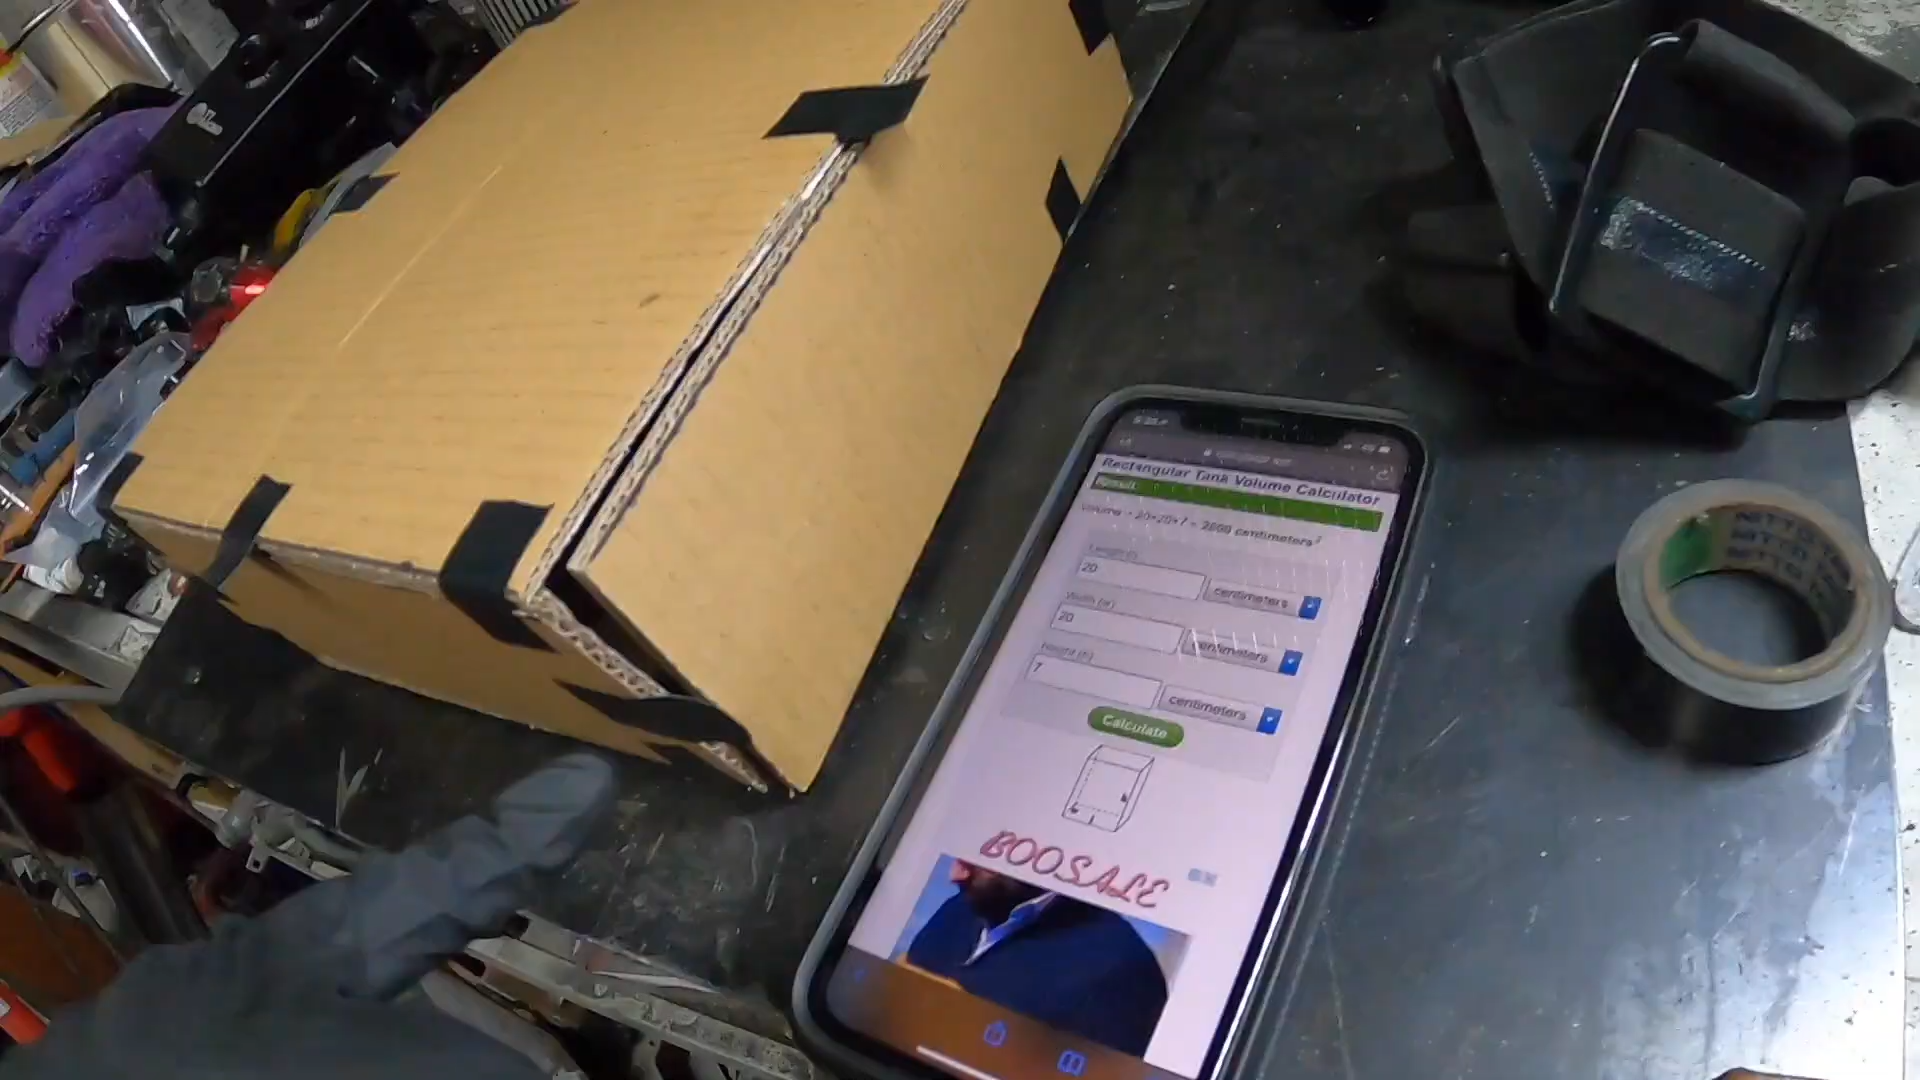 Rectangular Tank Volume Calculator
Result
volume = 20*20*7 = 2800 centimeters³
Length (l)
20
centimeters
Width (w)
20
centimeters
Height (h)
7
centimeters
Calculate
BOOSALE
NITTO